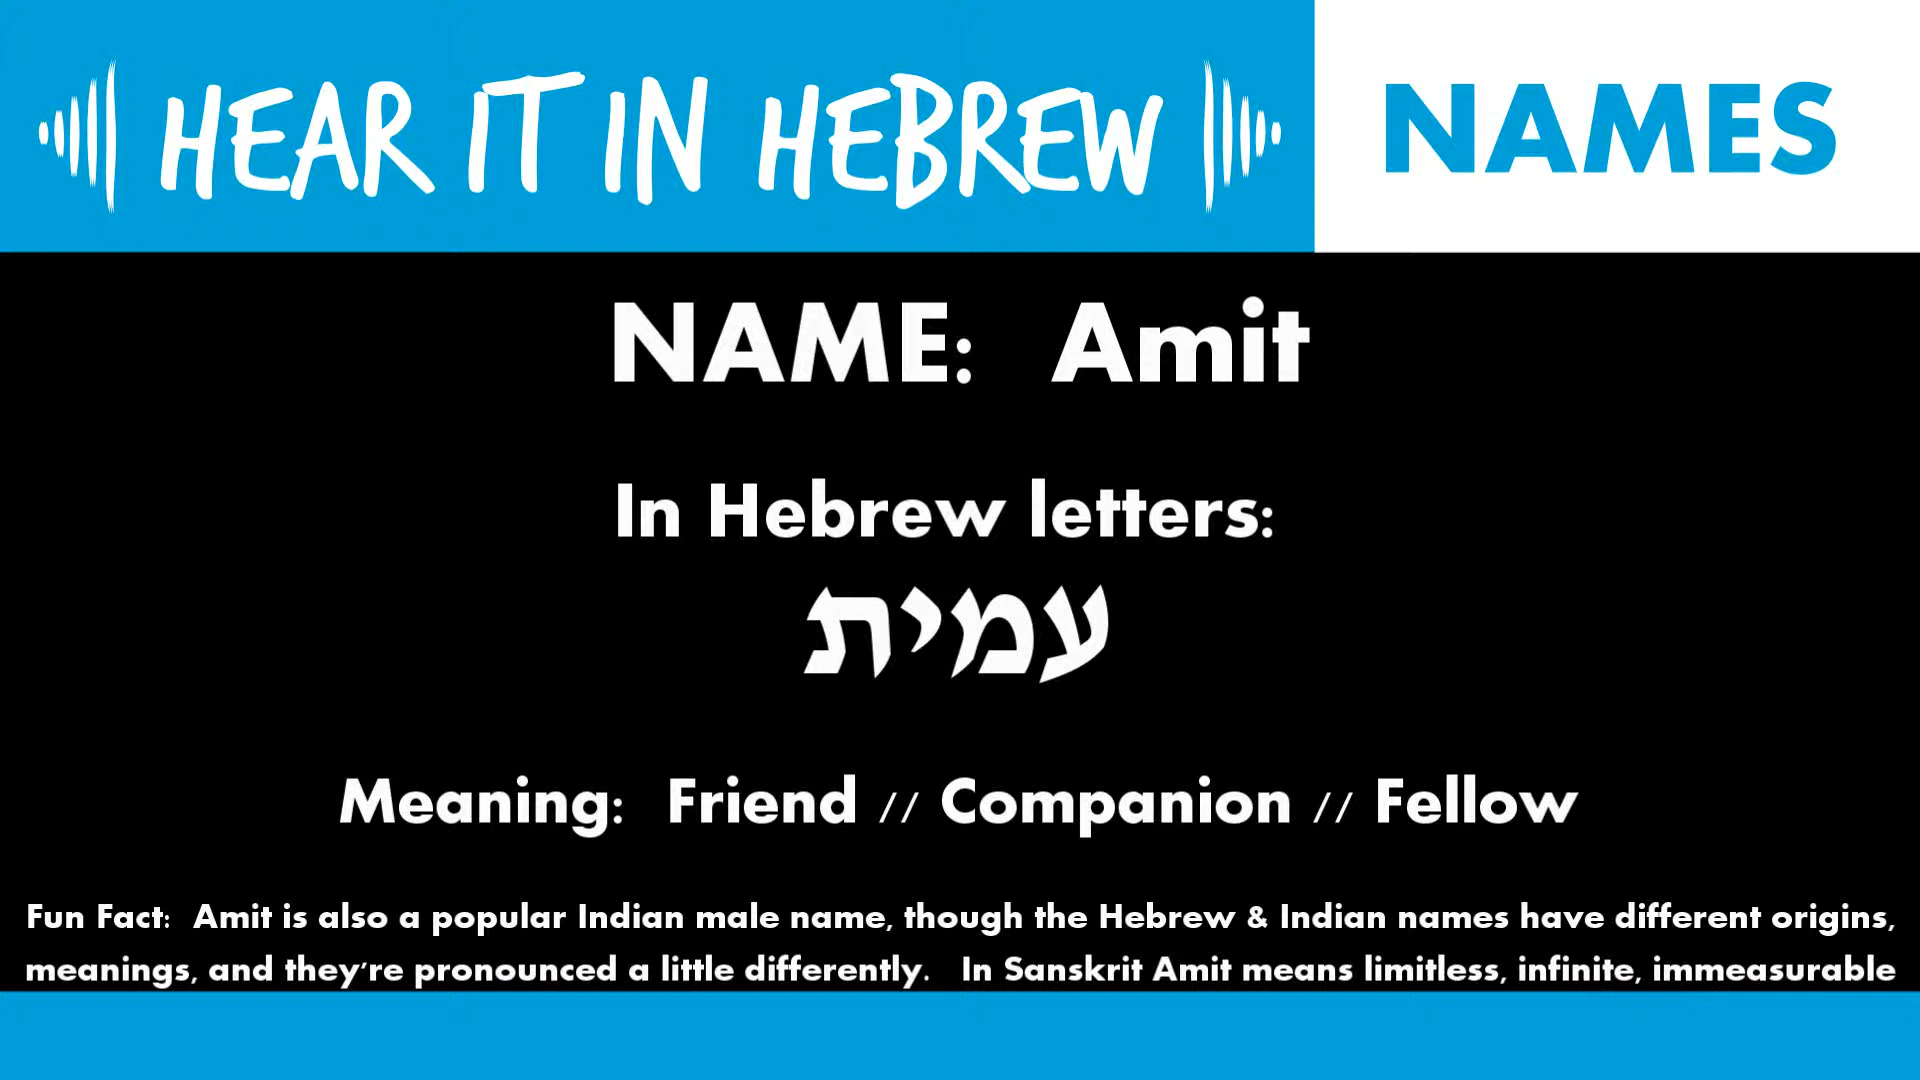 HEAR IT IN HEBREW
NAMES
NAME: Amit
In Hebrew letters:
עמית
Meaning: Friend // Companion // Fellow
Fun Fact: Amit is also a popular Indian male name, though the Hebrew & Indian names have different origins,
meanings, and they're pronounced a little differently. In Sanskrit Amit means limitless, infinite, immeasurable